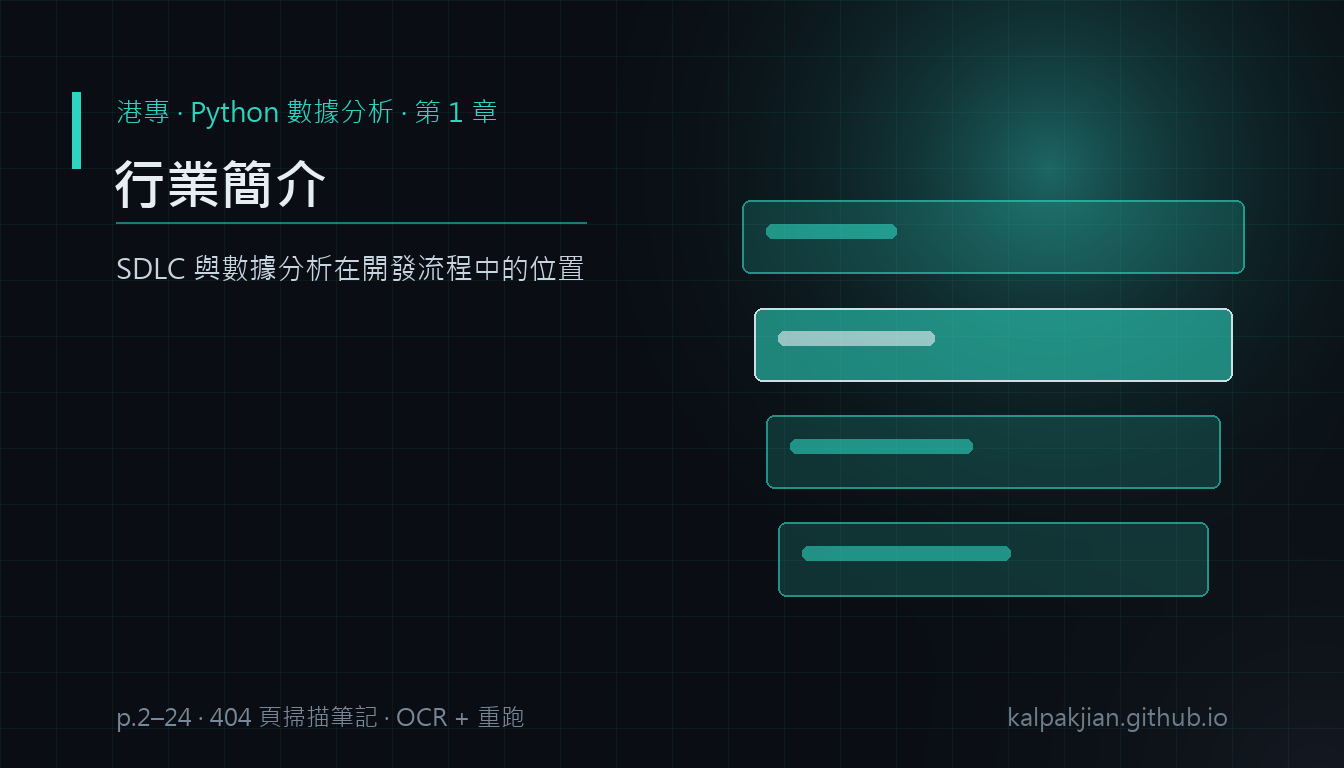 港專 · Python 數據分析 · 第 1 章
行業簡介
SDLC 與數據分析在開發流程中的位置
p.2–24 · 404 頁掃描筆記 · OCR + 重跑
kalpakjian.github.io